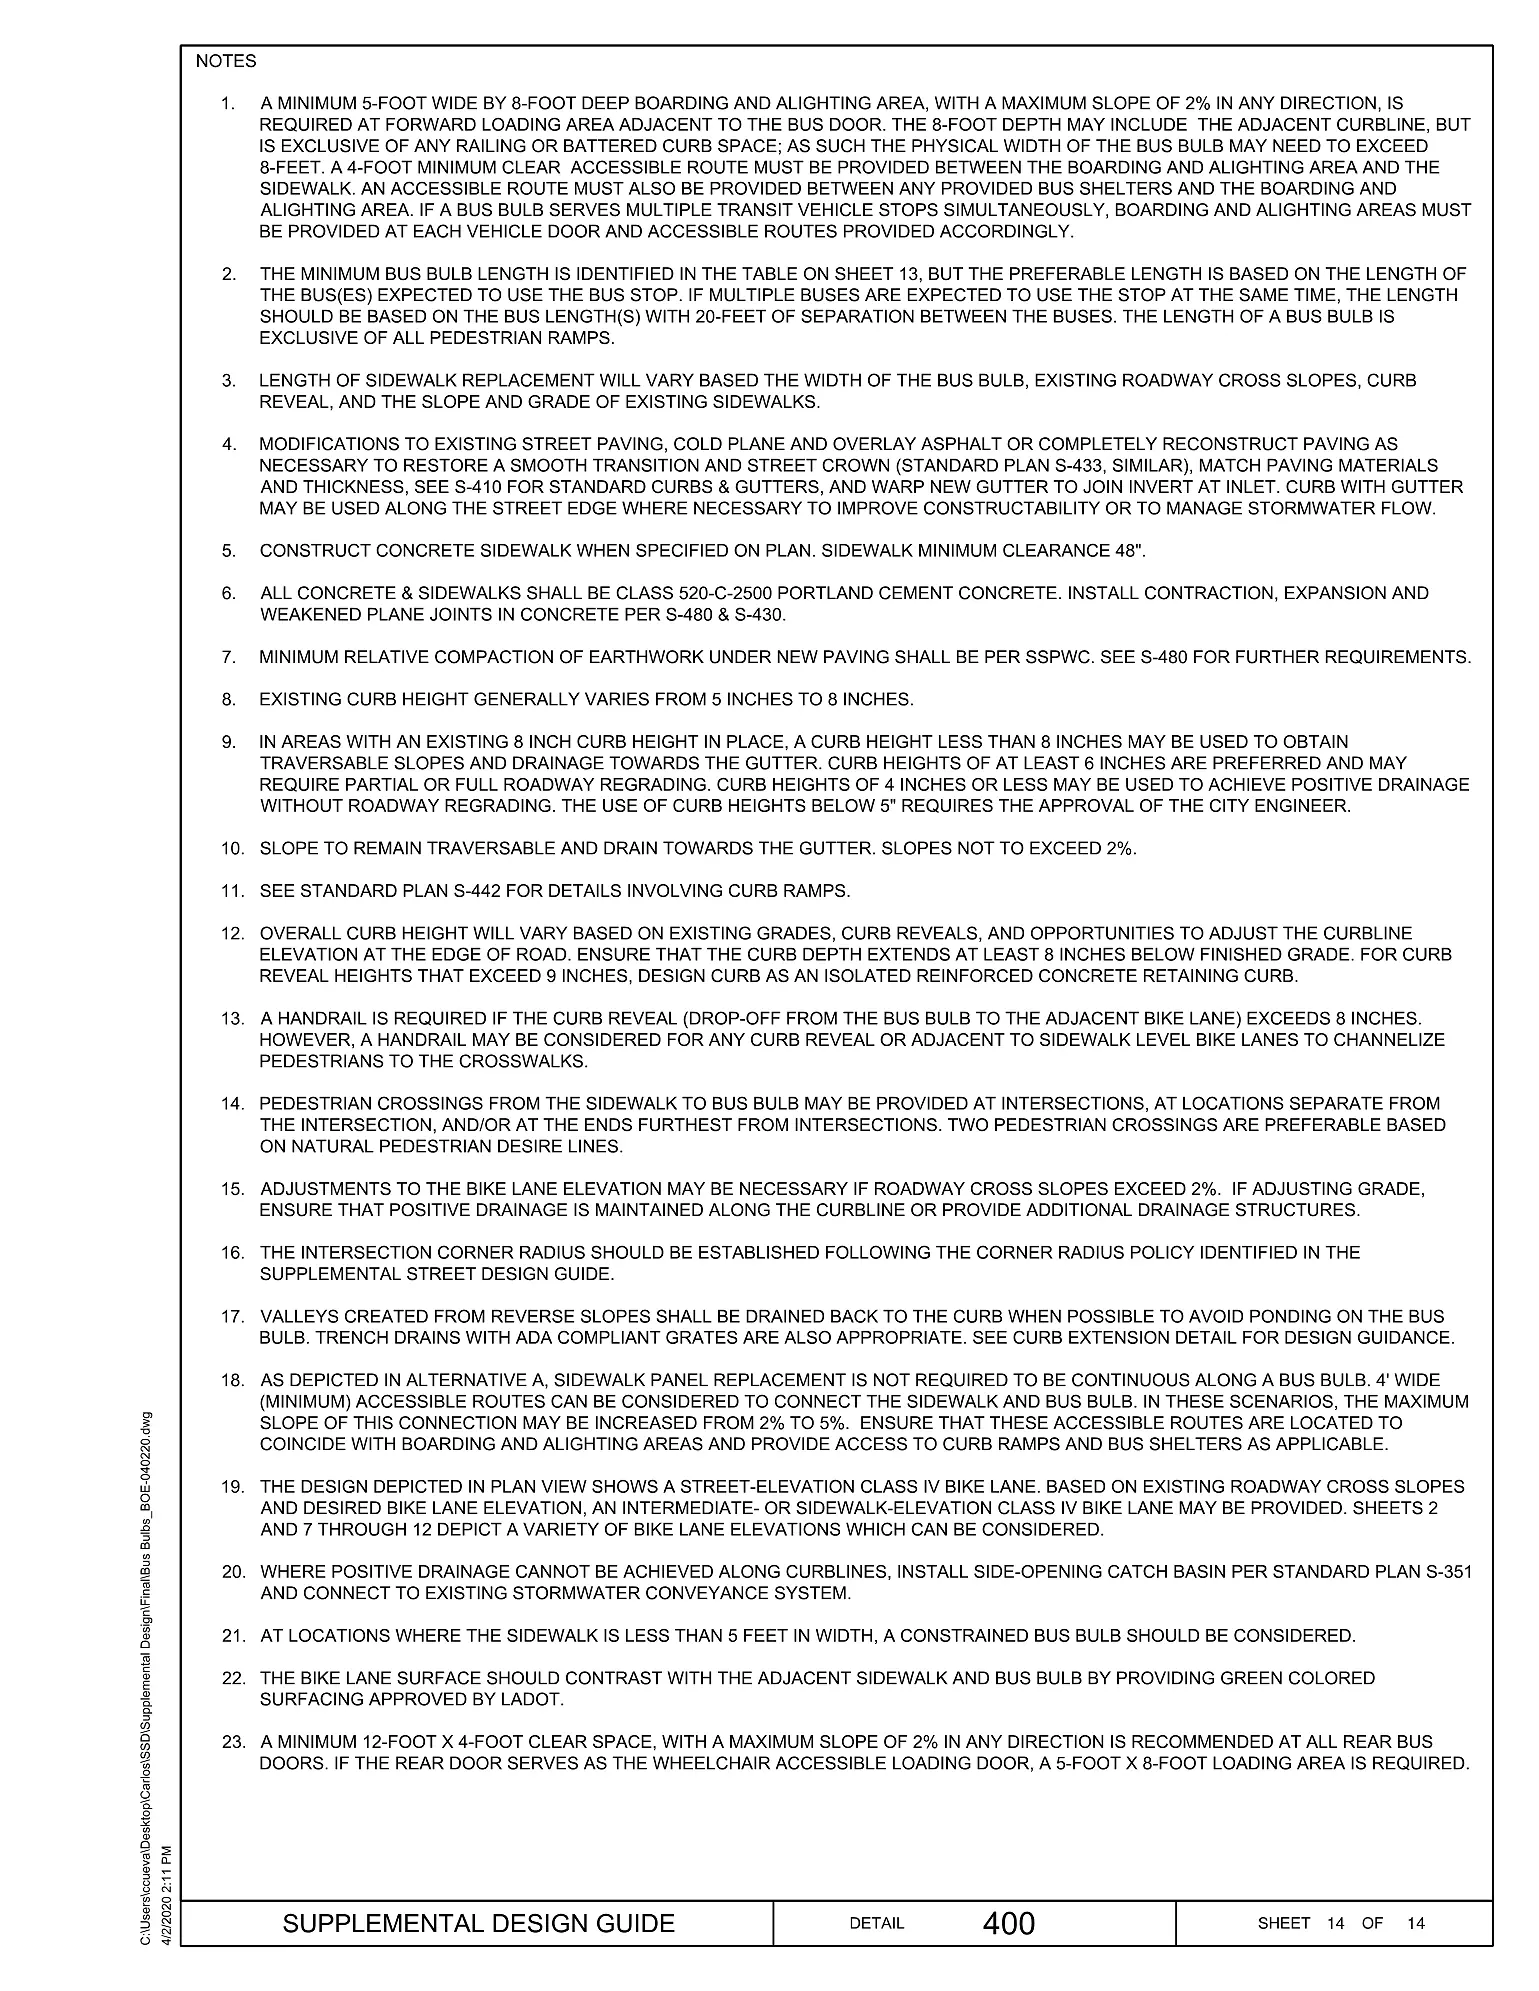 NOTES
1. A MINIMUM 5-FOOT WIDE BY 8-FOOT DEEP BOARDING AND ALIGHTING AREA, WITH A MAXIMUM SLOPE OF 2% IN ANY DIRECTION, IS
REQUIRED AT FORWARD LOADING AREA ADJACENT TO THE BUS DOOR. THE 8-FOOT DEPTH MAY INCLUDE THE ADJACENT CURBLINE, BUT
IS EXCLUSIVE OF ANY RAILING OR BATTERED CURB SPACE; AS SUCH THE PHYSICAL WIDTH OF THE BUS BULB MAY NEED TO EXCEED
8-FEET. A 4-FOOT MINIMUM CLEAR ACCESSIBLE ROUTE MUST BE PROVIDED BETWEEN THE BOARDING AND ALIGHTING AREA AND THE
SIDEWALK. AN ACCESSIBLE ROUTE MUST ALSO BE PROVIDED BETWEEN ANY PROVIDED BUS SHELTERS AND THE BOARDING AND
ALIGHTING AREA. IF A BUS BULB SERVES MULTIPLE TRANSIT VEHICLE STOPS SIMULTANEOUSLY, BOARDING AND ALIGHTING AREAS MUST
BE PROVIDED AT EACH VEHICLE DOOR AND ACCESSIBLE ROUTES PROVIDED ACCORDINGLY.
2. THE MINIMUM BUS BULB LENGTH IS IDENTIFIED IN THE TABLE ON SHEET 13, BUT THE PREFERABLE LENGTH IS BASED ON THE LENGTH OF
THE BUS(ES) EXPECTED TO USE THE BUS STOP. IF MULTIPLE BUSES ARE EXPECTED TO USE THE STOP AT THE SAME TIME, THE LENGTH
SHOULD BE BASED ON THE BUS LENGTH(S) WITH 20-FEET OF SEPARATION BETWEEN THE BUSES. THE LENGTH OF A BUS BULB IS
EXCLUSIVE OF ALL PEDESTRIAN RAMPS.
3. LENGTH OF SIDEWALK REPLACEMENT WILL VARY BASED THE WIDTH OF THE BUS BULB, EXISTING ROADWAY CROSS SLOPES, CURB
REVEAL, AND THE SLOPE AND GRADE OF EXISTING SIDEWALKS.
4. MODIFICATIONS TO EXISTING STREET PAVING, COLD PLANE AND OVERLAY ASPHALT OR COMPLETELY RECONSTRUCT PAVING AS
NECESSARY TO RESTORE A SMOOTH TRANSITION AND STREET CROWN (STANDARD PLAN S-433, SIMILAR), MATCH PAVING MATERIALS
AND THICKNESS, SEE S-410 FOR STANDARD CURBS & GUTTERS, AND WARP NEW GUTTER TO JOIN INVERT AT INLET. CURB WITH GUTTER
MAY BE USED ALONG THE STREET EDGE WHERE NECESSARY TO IMPROVE CONSTRUCTABILITY OR TO MANAGE STORMWATER FLOW.
5. CONSTRUCT CONCRETE SIDEWALK WHEN SPECIFIED ON PLAN. SIDEWALK MINIMUM CLEARANCE 48".
6. ALL CONCRETE & SIDEWALKS SHALL BE CLASS 520-C-2500 PORTLAND CEMENT CONCRETE. INSTALL CONTRACTION, EXPANSION AND
WEAKENED PLANE JOINTS IN CONCRETE PER S-480 & S-430.
7. MINIMUM RELATIVE COMPACTION OF EARTHWORK UNDER NEW PAVING SHALL BE PER SSPWC. SEE S-480 FOR FURTHER REQUIREMENTS.
8. EXISTING CURB HEIGHT GENERALLY VARIES FROM 5 INCHES TO 8 INCHES.
9. IN AREAS WITH AN EXISTING 8 INCH CURB HEIGHT IN PLACE, A CURB HEIGHT LESS THAN 8 INCHES MAY BE USED TO OBTAIN
TRAVERSABLE SLOPES AND DRAINAGE TOWARDS THE GUTTER. CURB HEIGHTS OF AT LEAST 6 INCHES ARE PREFERRED AND MAY
REQUIRE PARTIAL OR FULL ROADWAY REGRADING. CURB HEIGHTS OF 4 INCHES OR LESS MAY BE USED TO ACHIEVE POSITIVE DRAINAGE
WITHOUT ROADWAY REGRADING. THE USE OF CURB HEIGHTS BELOW 5" REQUIRES THE APPROVAL OF THE CITY ENGINEER.
10. SLOPE TO REMAIN TRAVERSABLE AND DRAIN TOWARDS THE GUTTER. SLOPES NOT TO EXCEED 2%.
11. SEE STANDARD PLAN S-442 FOR DETAILS INVOLVING CURB RAMPS.
12. OVERALL CURB HEIGHT WILL VARY BASED ON EXISTING GRADES, CURB REVEALS, AND OPPORTUNITIES TO ADJUST THE CURBLINE
ELEVATION AT THE EDGE OF ROAD. ENSURE THAT THE CURB DEPTH EXTENDS AT LEAST 8 INCHES BELOW FINISHED GRADE. FOR CURB
REVEAL HEIGHTS THAT EXCEED 9 INCHES, DESIGN CURB AS AN ISOLATED REINFORCED CONCRETE RETAINING CURB.
13. A HANDRAIL IS REQUIRED IF THE CURB REVEAL (DROP-OFF FROM THE BUS BULB TO THE ADJACENT BIKE LANE) EXCEEDS 8 INCHES.
HOWEVER, A HANDRAIL MAY BE CONSIDERED FOR ANY CURB REVEAL OR ADJACENT TO SIDEWALK LEVEL BIKE LANES TO CHANNELIZE
PEDESTRIANS TO THE CROSSWALKS.
14. PEDESTRIAN CROSSINGS FROM THE SIDEWALK TO BUS BULB MAY BE PROVIDED AT INTERSECTIONS, AT LOCATIONS SEPARATE FROM
THE INTERSECTION, AND/OR AT THE ENDS FURTHEST FROM INTERSECTIONS. TWO PEDESTRIAN CROSSINGS ARE PREFERABLE BASED
ON NATURAL PEDESTRIAN DESIRE LINES.
15. ADJUSTMENTS TO THE BIKE LANE ELEVATION MAY BE NECESSARY IF ROADWAY CROSS SLOPES EXCEED 2%. IF ADJUSTING GRADE,
ENSURE THAT POSITIVE DRAINAGE IS MAINTAINED ALONG THE CURBLINE OR PROVIDE ADDITIONAL DRAINAGE STRUCTURES.
16. THE INTERSECTION CORNER RADIUS SHOULD BE ESTABLISHED FOLLOWING THE CORNER RADIUS POLICY IDENTIFIED IN THE
SUPPLEMENTAL STREET DESIGN GUIDE.
17. VALLEYS CREATED FROM REVERSE SLOPES SHALL BE DRAINED BACK TO THE CURB WHEN POSSIBLE TO AVOID PONDING ON THE BUS
BULB. TRENCH DRAINS WITH ADA COMPLIANT GRATES ARE ALSO APPROPRIATE. SEE CURB EXTENSION DETAIL FOR DESIGN GUIDANCE.
18. AS DEPICTED IN ALTERNATIVE A, SIDEWALK PANEL REPLACEMENT IS NOT REQUIRED TO BE CONTINUOUS ALONG A BUS BULB. 4' WIDE
(MINIMUM) ACCESSIBLE ROUTES CAN BE CONSIDERED TO CONNECT THE SIDEWALK AND BUS BULB. IN THESE SCENARIOS, THE MAXIMUM
SLOPE OF THIS CONNECTION MAY BE INCREASED FROM 2% TO 5%. ENSURE THAT THESE ACCESSIBLE ROUTES ARE LOCATED TO
COINCIDE WITH BOARDING AND ALIGHTING AREAS AND PROVIDE ACCESS TO CURB RAMPS AND BUS SHELTERS AS APPLICABLE.
19. THE DESIGN DEPICTED IN PLAN VIEW SHOWS A STREET-ELEVATION CLASS IV BIKE LANE. BASED ON EXISTING ROADWAY CROSS SLOPES
AND DESIRED BIKE LANE ELEVATION, AN INTERMEDIATE- OR SIDEWALK-ELEVATION CLASS IV BIKE LANE MAY BE PROVIDED. SHEETS 2
AND 7 THROUGH 12 DEPICT A VARIETY OF BIKE LANE ELEVATIONS WHICH CAN BE CONSIDERED.
20. WHERE POSITIVE DRAINAGE CANNOT BE ACHIEVED ALONG CURBLINES, INSTALL SIDE-OPENING CATCH BASIN PER STANDARD PLAN S-351
AND CONNECT TO EXISTING STORMWATER CONVEYANCE SYSTEM.
21. AT LOCATIONS WHERE THE SIDEWALK IS LESS THAN 5 FEET IN WIDTH, A CONSTRAINED BUS BULB SHOULD BE CONSIDERED.
22. THE BIKE LANE SURFACE SHOULD CONTRAST WITH THE ADJACENT SIDEWALK AND BUS BULB BY PROVIDING GREEN COLORED
SURFACING APPROVED BY LADOT.
23. A MINIMUM 12-FOOT X 4-FOOT CLEAR SPACE, WITH A MAXIMUM SLOPE OF 2% IN ANY DIRECTION IS RECOMMENDED AT ALL REAR BUS
DOORS. IF THE REAR DOOR SERVES AS THE WHEELCHAIR ACCESSIBLE LOADING DOOR, A 5-FOOT X 8-FOOT LOADING AREA IS REQUIRED.
SUPPLEMENTAL DESIGN GUIDE
DETAIL 400
SHEET 14 OF 14
C:\Users\ccueva\Desktop\Carlos\SSD\Supplemental Design\Final\Bus Bulbs_BOE-040220.dwg
4/2/2020 2:11 PM